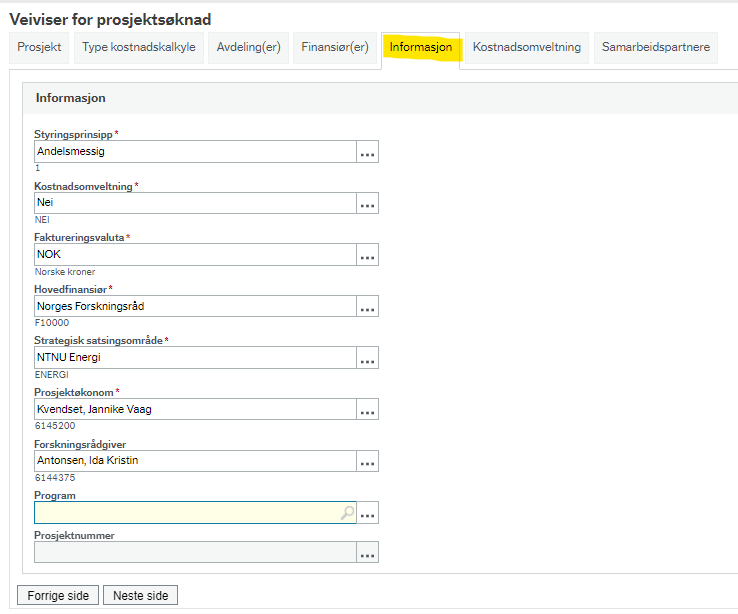 Veiviser for prosjektsøknad
Prosjekt Type kostnadskalkyle Avdeling(er) Finansiør(er) Informasjon Kostnadsomveltning Samarbeidspartnere
Informasjon
Styringsprinsipp*
Andelsmessig ...
1
Kostnadsomveltning*
Nei ...
NEI
Faktureringsvaluta*
NOK ...
Norske kroner
Hovedfinansiør*
Norges Forskningsråd ...
F10000
Strategisk satsingsområde*
NTNU Energi ...
ENERGI
Prosjektøkonom*
Kvendset, Jannike Vaag ...
6145200
Forskningsrådgiver
Antonsen, Ida Kristin ...
6144375
Program
...
Prosjektnummer
...
Forrige side Neste side